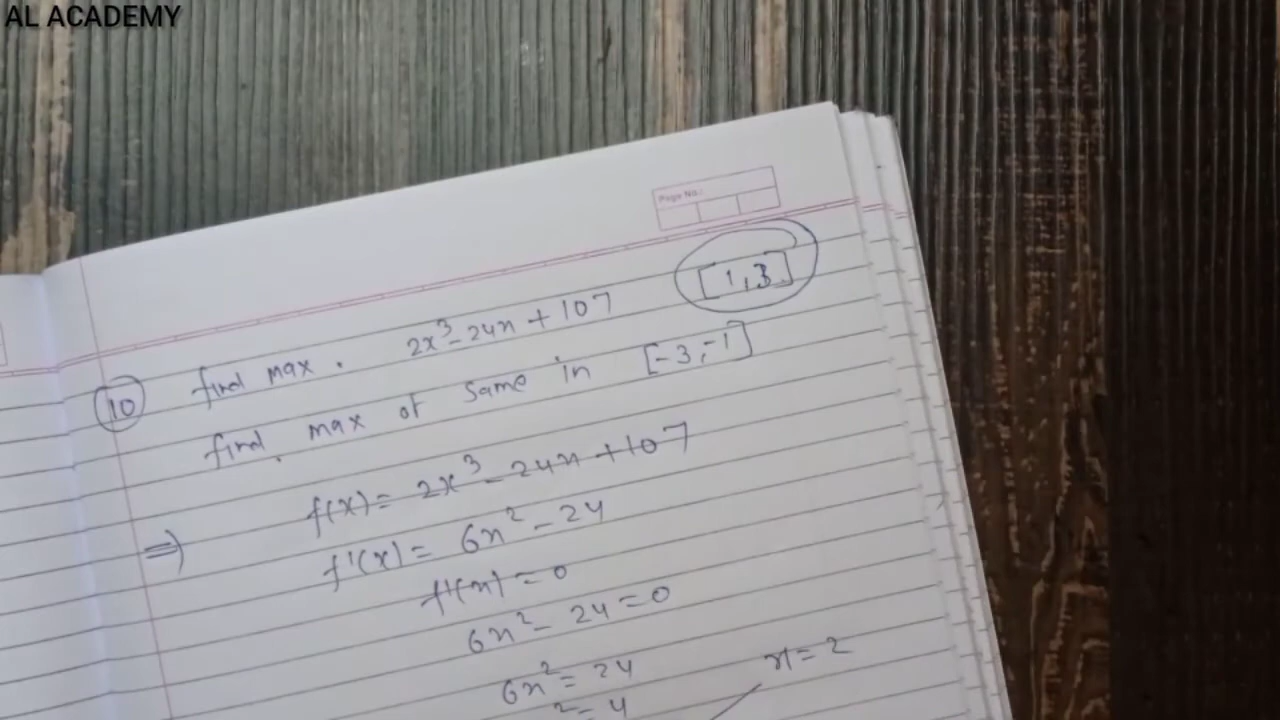 AL ACADEMY
Page No.:
10 find max. 2x³-24x+107 [1,3]
find max of same in [-3,-1]
⇒ f(x)= 2x³-24x+107
f'(x)= 6x²-24
f'(x)=0
6x²-24=0
6x²=24
x=2
²=4